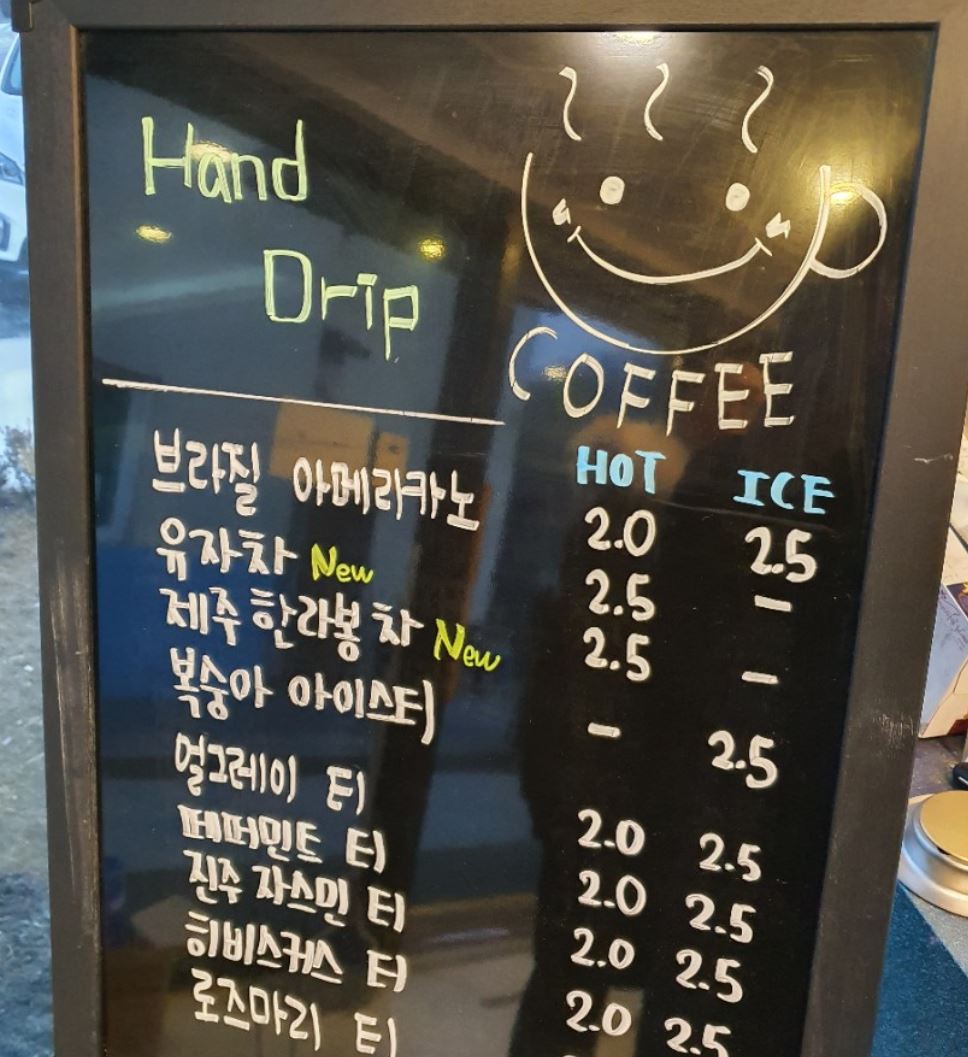 Hand
Drip
COFFEE
HOT ICE
브라질 아메라카노 2.0 2.5
유자차 New 2.5 -
제주 한라봉 차 New 2.5 -
복숭아 아이스티 - 2.5
얼그레이 티 2.0 2.5
페퍼민트 티 2.0 2.5
진주 자스민 티 2.0 2.5
히비스커스 티 2.0 2.5
로즈마리 티